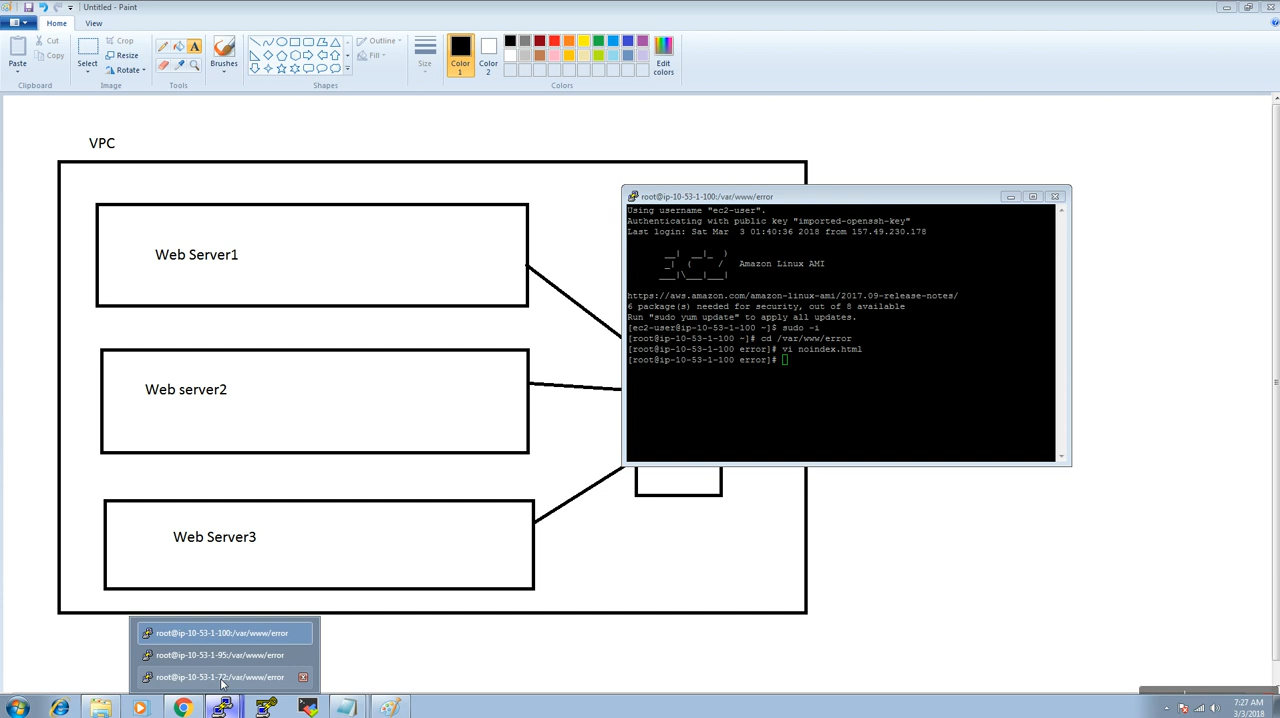 Untitled - Paint
Home
View
Paste
Cut
Copy
Clipboard
Select
Crop
Resize
Rotate
Image
Tools
Brushes
Shapes
Outline
Fill
Size
Color 1
Color 2
Edit colors
Colors
VPC
Web Server1
Web server2
Web Server3
root@ip-10-53-1-100:/var/www/error
Using username "ec2-user".
Authenticating with public key "imported-openssh-key"
Last login: Sat Mar  3 01:40:36 2018 from 157.49.230.178
__|  __|_  )
_|  (     /   Amazon Linux AMI
___|\___|___|
https://aws.amazon.com/amazon-linux-ami/2017.09-release-notes/
6 package(s) needed for security, out of 8 available
Run "sudo yum update" to apply all updates.
[ec2-user@ip-10-53-1-100 ~]$ sudo -i
[root@ip-10-53-1-100 ~]# cd /var/www/error
[root@ip-10-53-1-100 error]# vi noindex.html
[root@ip-10-53-1-100 error]#
root@ip-10-53-1-100:/var/www/error
root@ip-10-53-1-95:/var/www/error
root@ip-10-53-1-72:/var/www/error
7:27 AM
3/3/2018